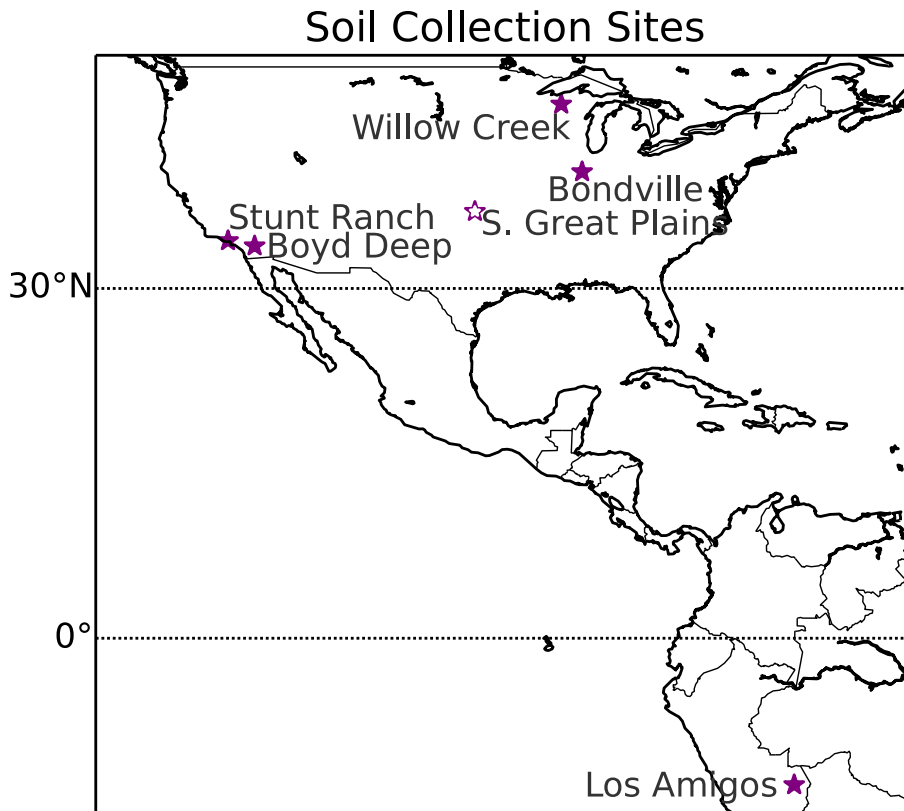 Soil Collection Sites
Willow Creek
Bondville
Stunt Ranch
S. Great Plains
Boyd Deep
30°N
0°
Los Amigos